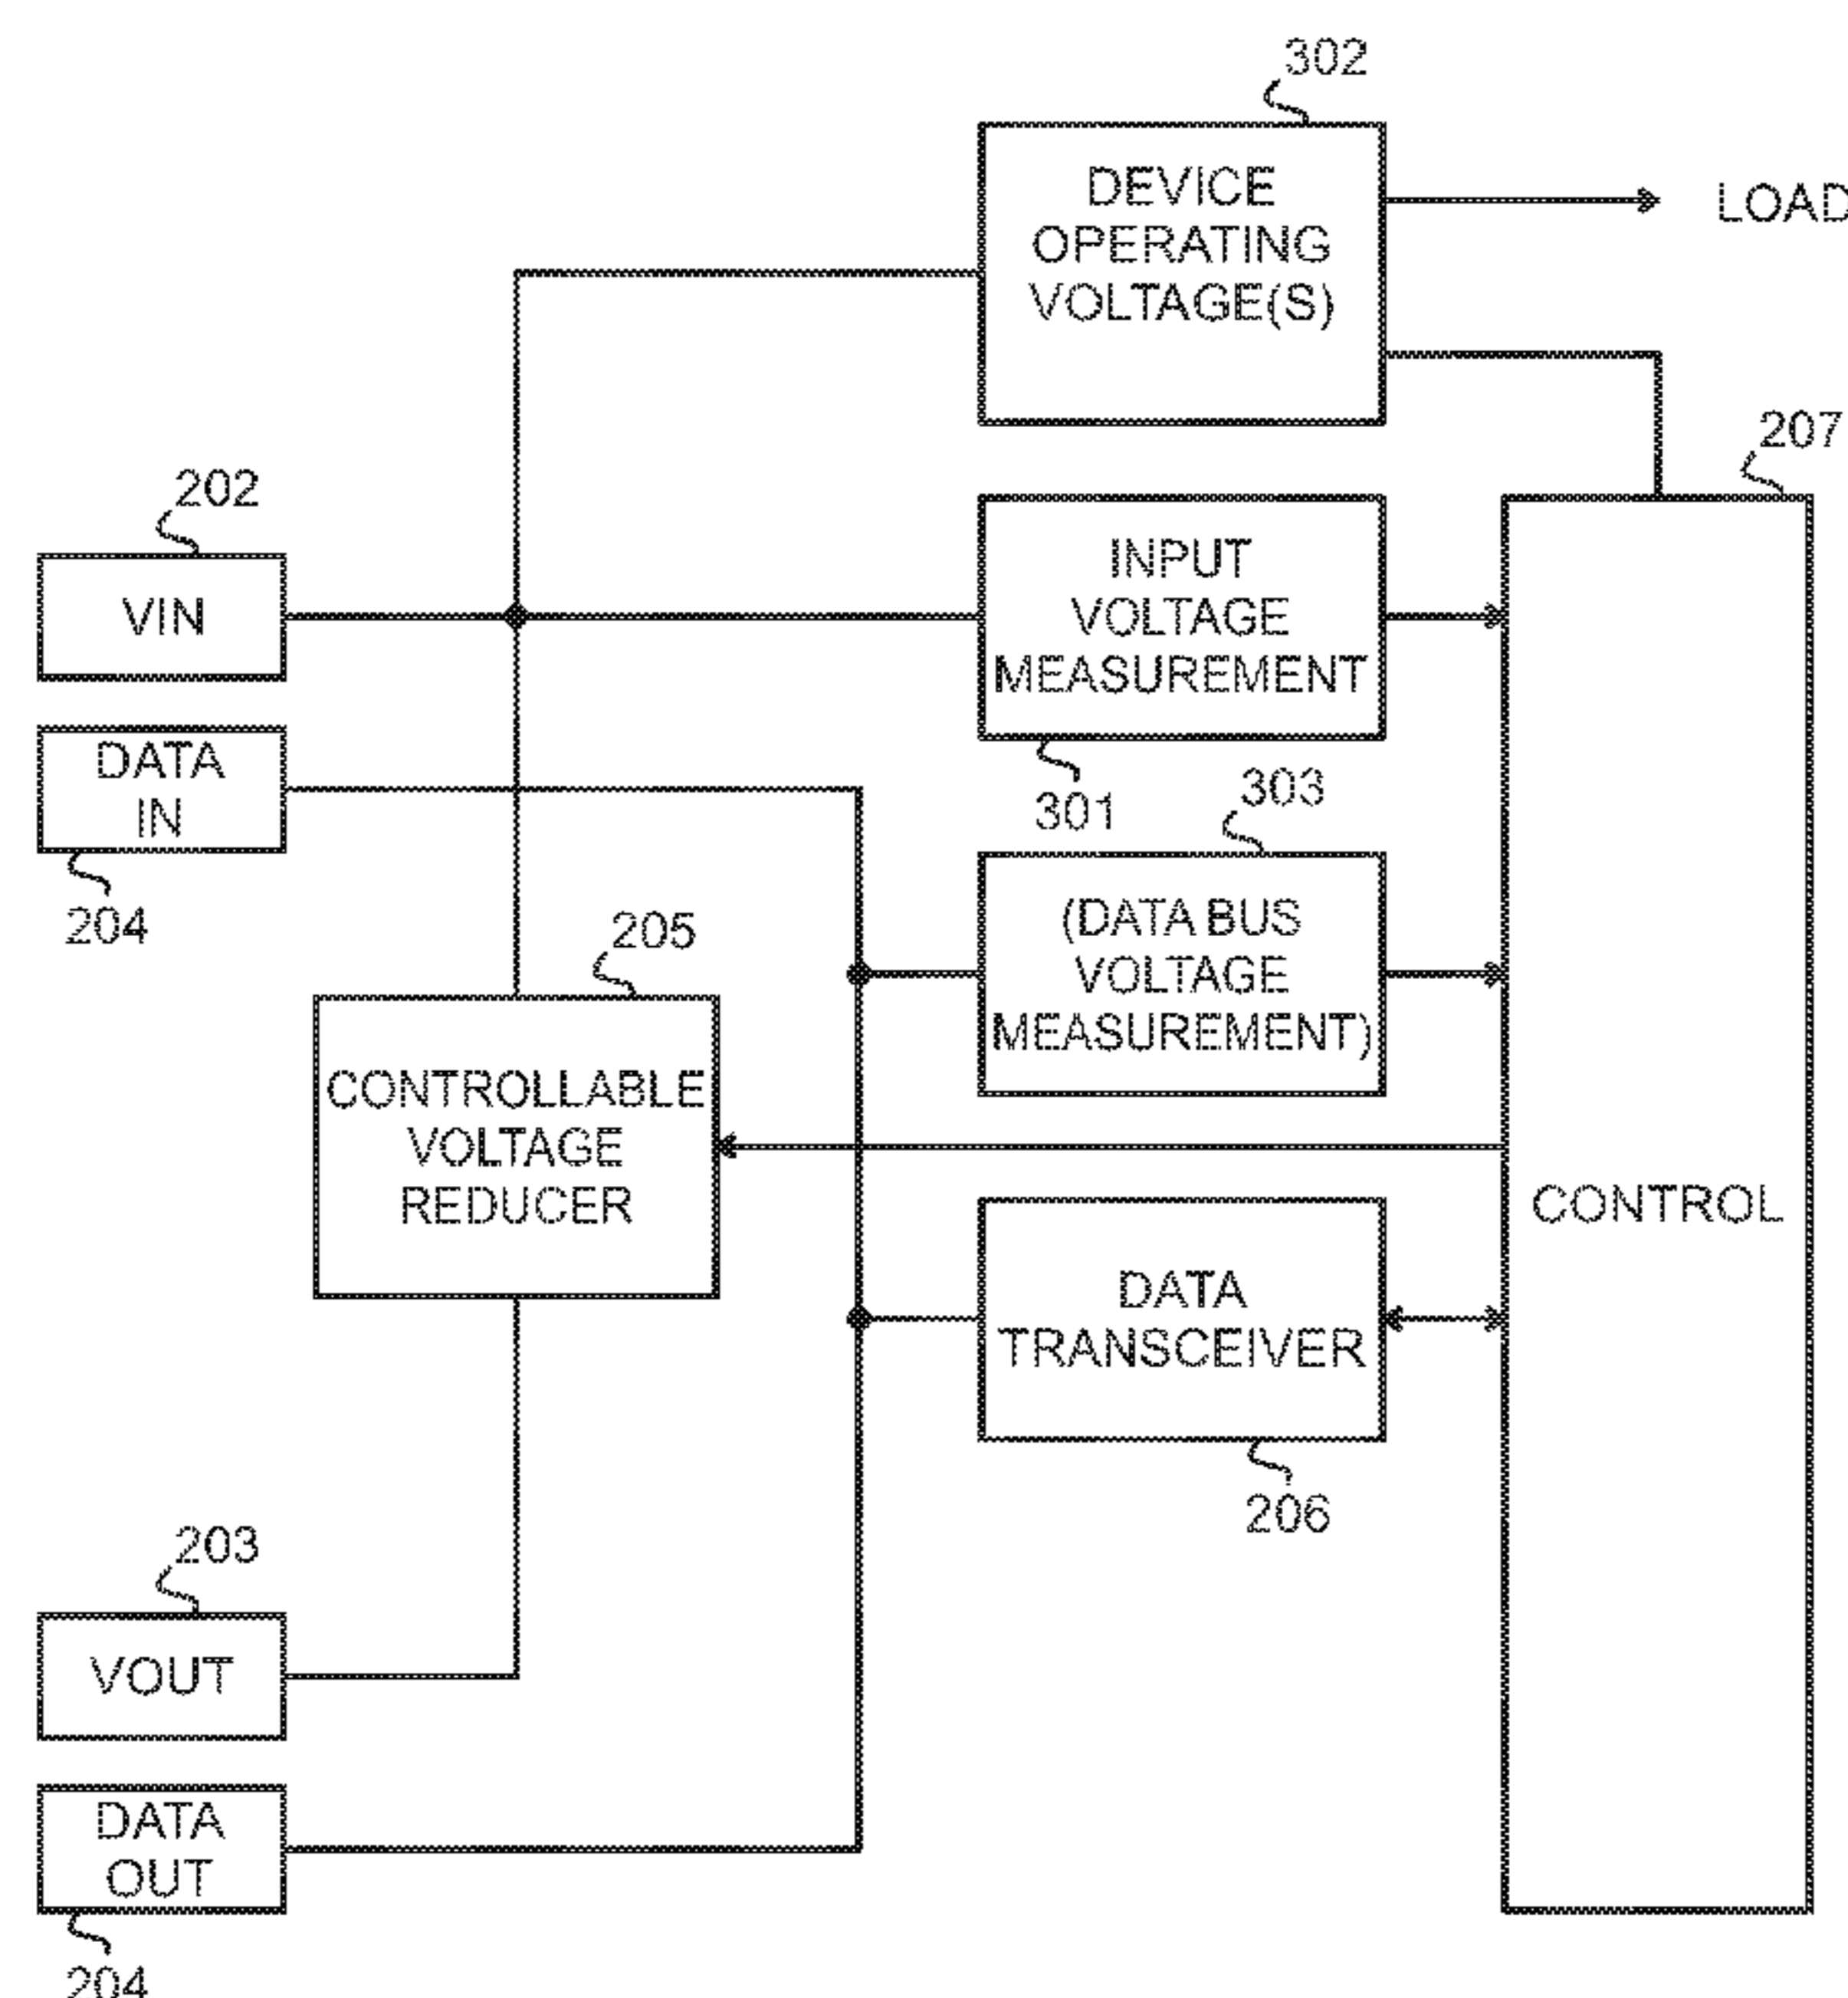 302
DEVICE
OPERATING
VOLTAGE(S)
LOAD
207
202
VIN
INPUT
VOLTAGE
MEASUREMENT
301
DATA
IN
204
303
(DATA BUS
VOLTAGE
MEASUREMENT)
205
CONTROLLABLE
VOLTAGE
REDUCER
CONTROL
DATA
TRANSCEIVER
206
203
VOUT
DATA
OUT
204